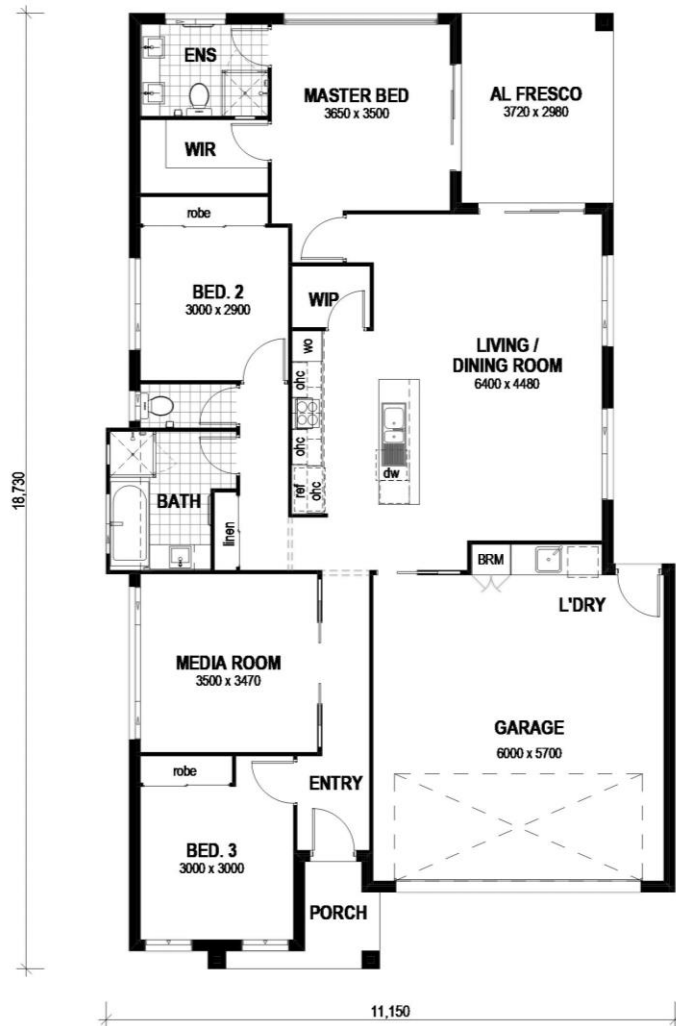 ENS
MASTER BED
3650 x 3500
AL FRESCO
3720 x 2980
WIR
robe
BED. 2
3000 x 2900
WIP
wo
LIVING /
DINING ROOM
6400 x 4480
ohc
ohc
ref
ohc
dw
18,730
BATH
linen
BRM
L'DRY
MEDIA ROOM
3500 x 3470
GARAGE
6000 x 5700
robe
ENTRY
BED. 3
3000 x 3000
PORCH
11,150